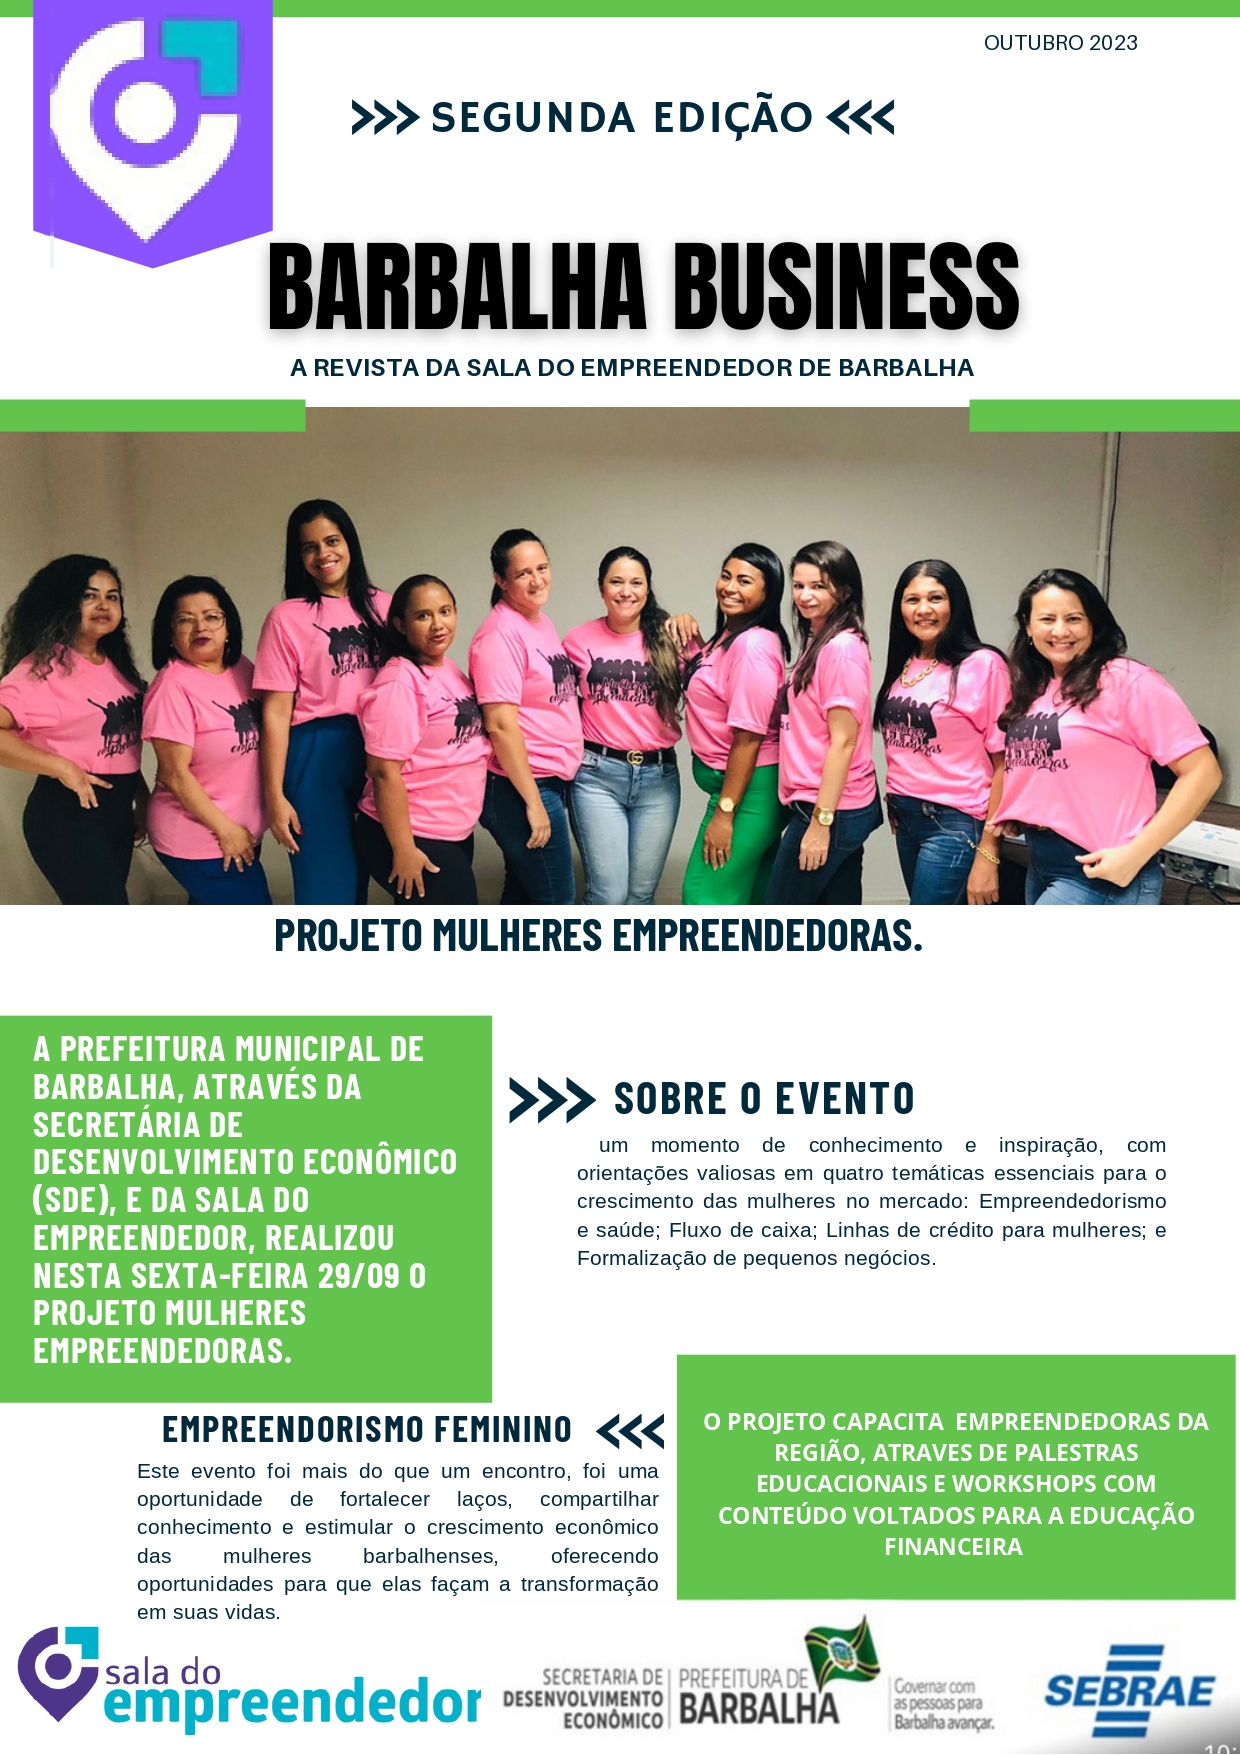 OUTUBRO 2023
SEGUNDA EDIÇÃO
BARBALHA BUSINESS
A REVISTA DA SALA DO EMPREENDEDOR DE BARBALHA
PROJETO MULHERES EMPREENDEDORAS.
A PREFEITURA MUNICIPAL DE
BARBALHA, ATRAVÉS DA
SECRETÁRIA DE
DESENVOLVIMENTO ECONÔMICO
(SDE), E DA SALA DO
EMPREENDEDOR, REALIZOU
NESTA SEXTA-FEIRA 29/09 O
PROJETO MULHERES
EMPREENDEDORAS.
SOBRE O EVENTO
um momento de conhecimento e inspiração, com
orientações valiosas em quatro temáticas essenciais para o
crescimento das mulheres no mercado: Empreendedorismo
e saúde; Fluxo de caixa; Linhas de crédito para mulheres; e
Formalização de pequenos negócios.
EMPREENDORISMO FEMININO
Este evento foi mais do que um encontro, foi uma
oportunidade de fortalecer laços, compartilhar
conhecimento e estimular o crescimento econômico
das mulheres barbalhenses, oferecendo
oportunidades para que elas façam a transformação
em suas vidas.
O PROJETO CAPACITA EMPREENDEDORAS DA
REGIÃO, ATRAVES DE PALESTRAS
EDUCACIONAIS E WORKSHOPS COM
CONTEÚDO VOLTADOS PARA A EDUCAÇÃO
FINANCEIRA
sala do
empreendedor
SECRETARIA DE
DESENVOLVIMENTO
ECONÔMICO
PREFEITURA DE
BARBALHA
Governar com
as pessoas para
Barbalha avançar.
SEBRAE